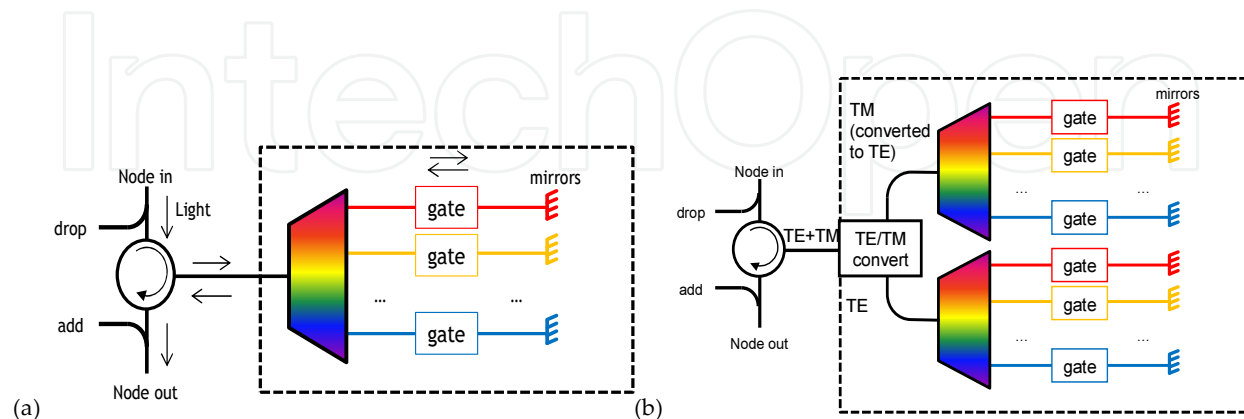 IntechOpen
Node in
Light
drop
add
Node out
mirrors
gate
gate
...
...
gate
(a)
TM
(converted
to TE)
mirrors
gate
gate
...
...
gate
Node in
drop
TE+TM
TE/TM
convert
add
TE
Node out
gate
gate
...
...
gate
(b)